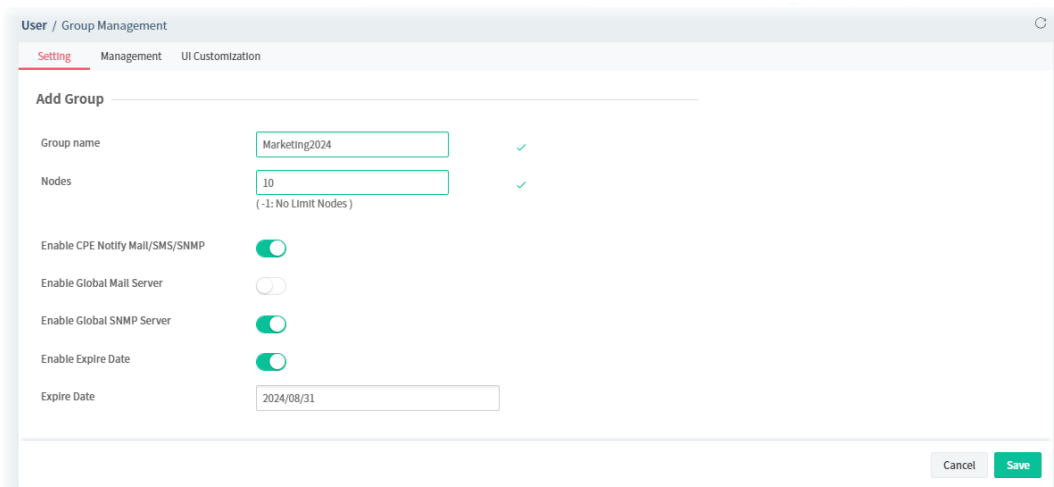 User / Group Management
Setting Management UI Customization
Add Group
Group name Marketing2024
Nodes 10
( -1: No Limit Nodes )
Enable CPE Notify Mail/SMS/SNMP
Enable Global Mail Server
Enable Global SNMP Server
Enable Expire Date
Expire Date 2024/08/31
Cancel Save